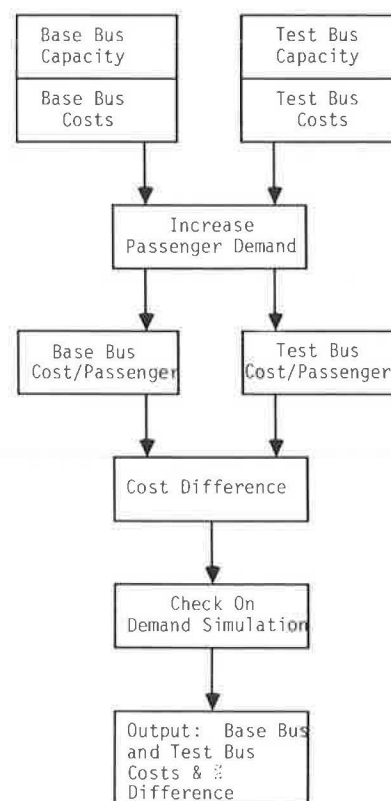 Base Bus
Capacity
Test Bus
Capacity
Base Bus
Costs
Test Bus
Costs
Increase
Passenger Demand
Base Bus
Cost/Passenger
Test Bus
Cost/Passenger
Cost Difference
Check On
Demand Simulation
Output: Base Bus
and Test Bus
Costs & %
Difference